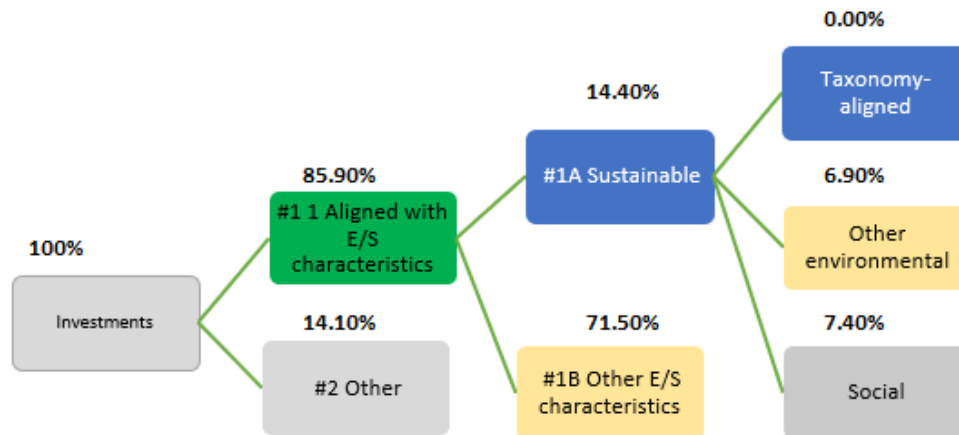 100%
Investments
85.90%
#1 1 Aligned with
E/S
characteristics
14.10%
#2 Other
14.40%
#1A Sustainable
71.50%
#1B Other E/S
characteristics
0.00%
Taxonomy-
aligned
6.90%
Other
environmental
7.40%
Social